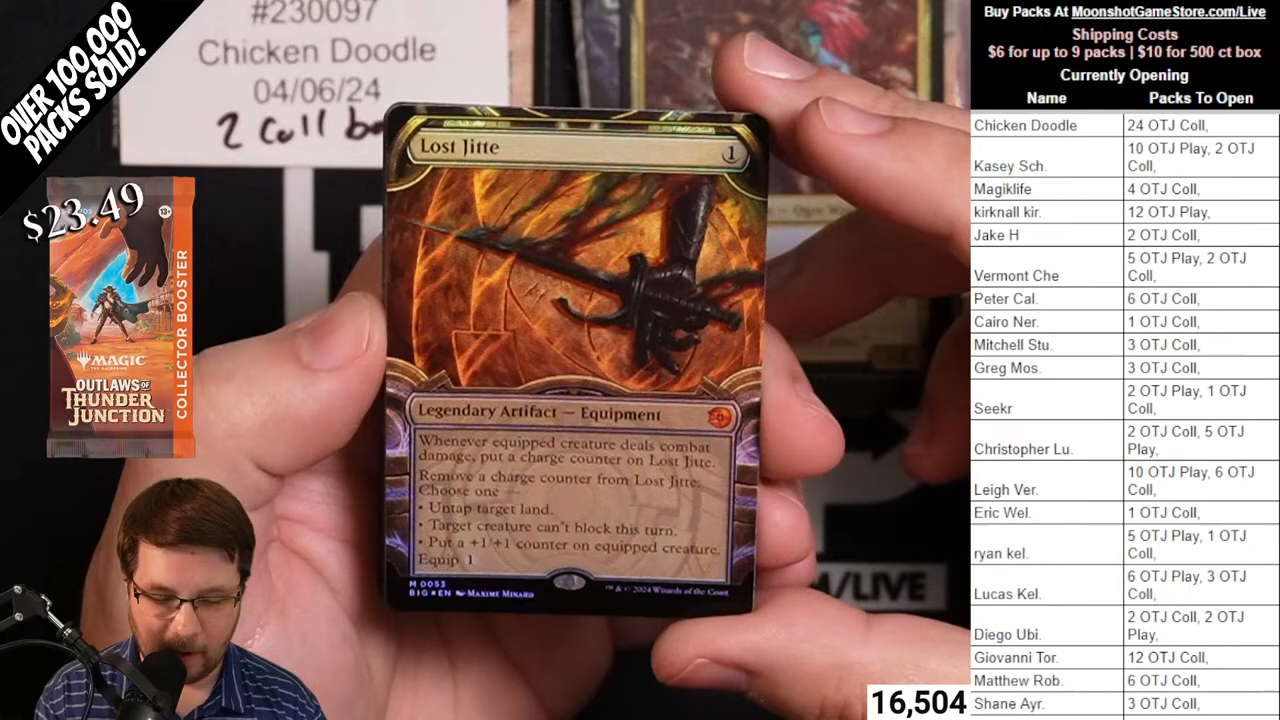 OVER 100,000
PACKS SOLD!
#230097
Chicken Doodle
04/06/24
2 Coll
$23.49
13+
MAGIC
THE GATHERING
OUTLAWS OF
THUNDER
JUNCTION
COLLECTOR BOOSTER
Lost Jitte
1
Legendary Artifact — Equipment
Whenever equipped creature deals combat
damage, put a charge counter on Lost Jitte.
Remove a charge counter from Lost Jitte:
Choose one —
• Untap target land.
• Target creature can't block this turn.
• Put a +1/+1 counter on equipped creature.
Equip 1
M 0053
BIG ★ EN Maxime Minard
™ & © 2024 Wizards of the Coast
/LIVE
16,504
Buy Packs At MoonshotGameStore.com/Live
Shipping Costs
$6 for up to 9 packs | $10 for 500 ct box
Currently Opening
Name Packs To Open
Chicken Doodle 24 OTJ Coll,
Kasey Sch. 10 OTJ Play, 2 OTJ
Coll,
Magiklife 4 OTJ Coll,
kirknall kir. 12 OTJ Play,
Jake H 2 OTJ Coll,
Vermont Che 5 OTJ Play, 2 OTJ
Coll,
Peter Cal. 6 OTJ Coll,
Cairo Ner. 1 OTJ Coll,
Mitchell Stu. 3 OTJ Coll,
Greg Mos. 3 OTJ Coll,
Seekr 2 OTJ Play, 1 OTJ
Coll,
Christopher Lu. 2 OTJ Coll, 5 OTJ
Play,
Leigh Ver. 10 OTJ Play, 6 OTJ
Coll,
Eric Wel. 1 OTJ Coll,
ryan kel. 5 OTJ Play, 1 OTJ
Coll,
Lucas Kel. 6 OTJ Play, 3 OTJ
Coll,
Diego Ubi. 2 OTJ Coll, 2 OTJ
Play,
Giovanni Tor. 12 OTJ Coll,
Matthew Rob. 6 OTJ Coll,
Shane Ayr. 3 OTJ Coll,